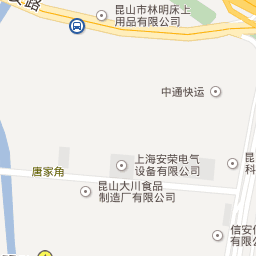 路
昆山市林明床上
用品有限公司
中通快运
上海安荣电气
设备有限公司
昆
科
唐家角
昆山大川食品
制造厂有限公司
信安
有限